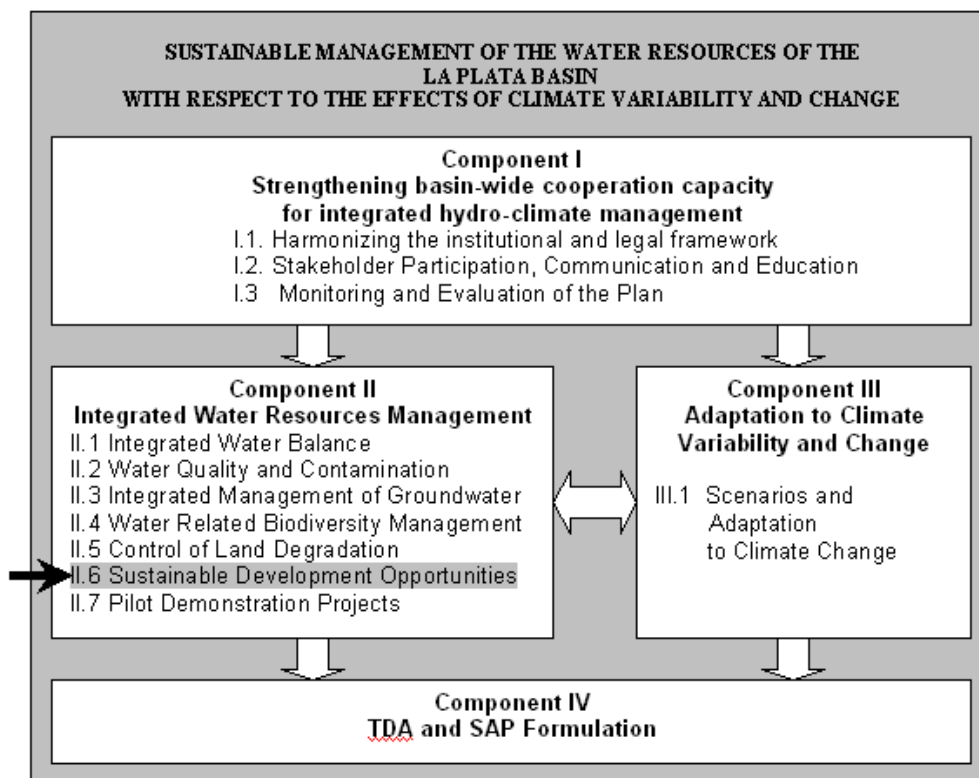 SUSTAINABLE MANAGEMENT OF THE WATER RESOURCES OF THE
LA PLATA BASIN
WITH RESPECT TO THE EFFECTS OF CLIMATE VARIABILITY AND CHANGE
Component I
Strengthening basin-wide cooperation capacity
for integrated hydro-climate management
I.1. Harmonizing the institutional and legal framework
I.2. Stakeholder Participation, Communication and Education
I.3 Monitoring and Evaluation of the Plan
Component II
Integrated Water Resources Management
II.1 Integrated Water Balance
II.2 Water Quality and Contamination
II.3 Integrated Management of Groundwater
II.4 Water Related Biodiversity Management
II.5 Control of Land Degradation
II.6 Sustainable Development Opportunities
II.7 Pilot Demonstration Projects
Component III
Adaptation to Climate
Variability and Change
III.1 Scenarios and
Adaptation
to Climate Change
Component IV
TDA and SAP Formulation